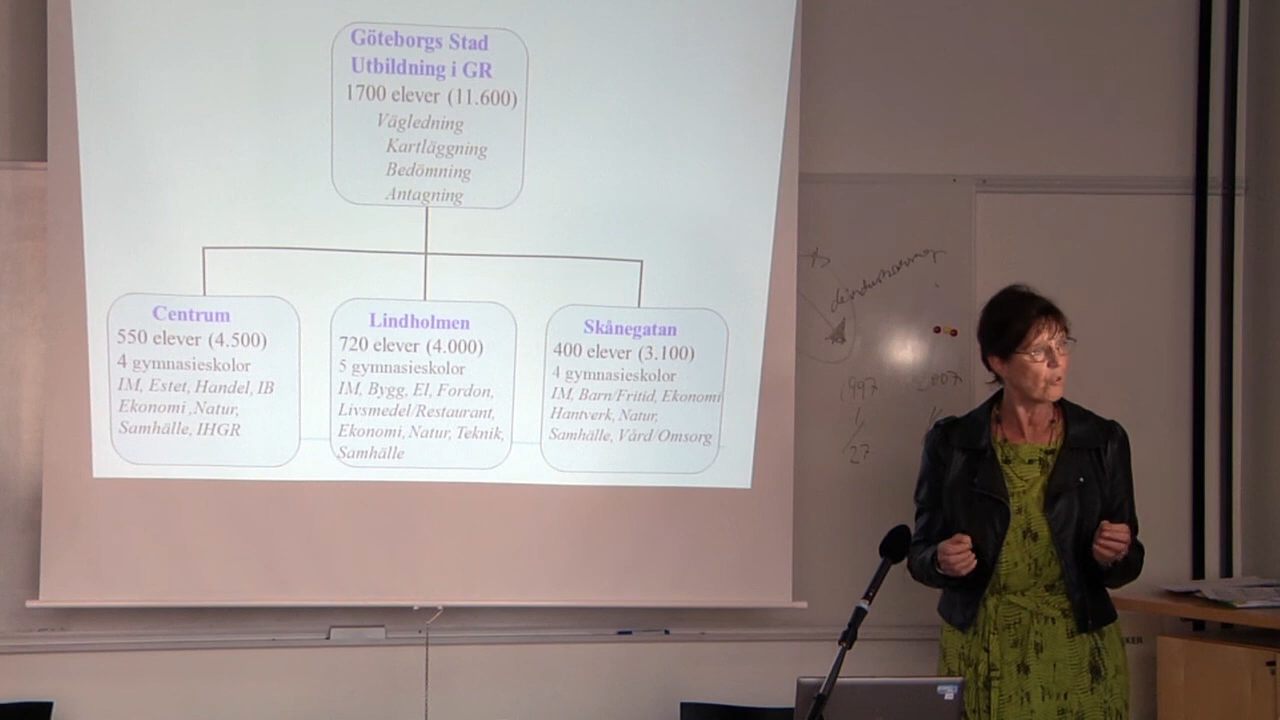 Göteborgs Stad
Utbildning i GR
1700 elever (11.600)
Vägledning
Kartläggning
Bedömning
Antagning
Centrum
550 elever (4.500)
4 gymnasieskolor
IM, Estet, Handel, IB
Ekonomi ,Natur,
Samhälle, IHGR
Lindholmen
720 elever (4.000)
5 gymnasieskolor
IM, Bygg, El, Fordon,
Livsmedel/Restaurant,
Ekonomi, Natur, Teknik,
Samhälle
Skånegatan
400 elever (3.100)
4 gymnasieskolor
IM, Barn/Fritid, Ekonomi
Hantverk, Natur,
Samhälle, Vård/Omsorg
1997
27